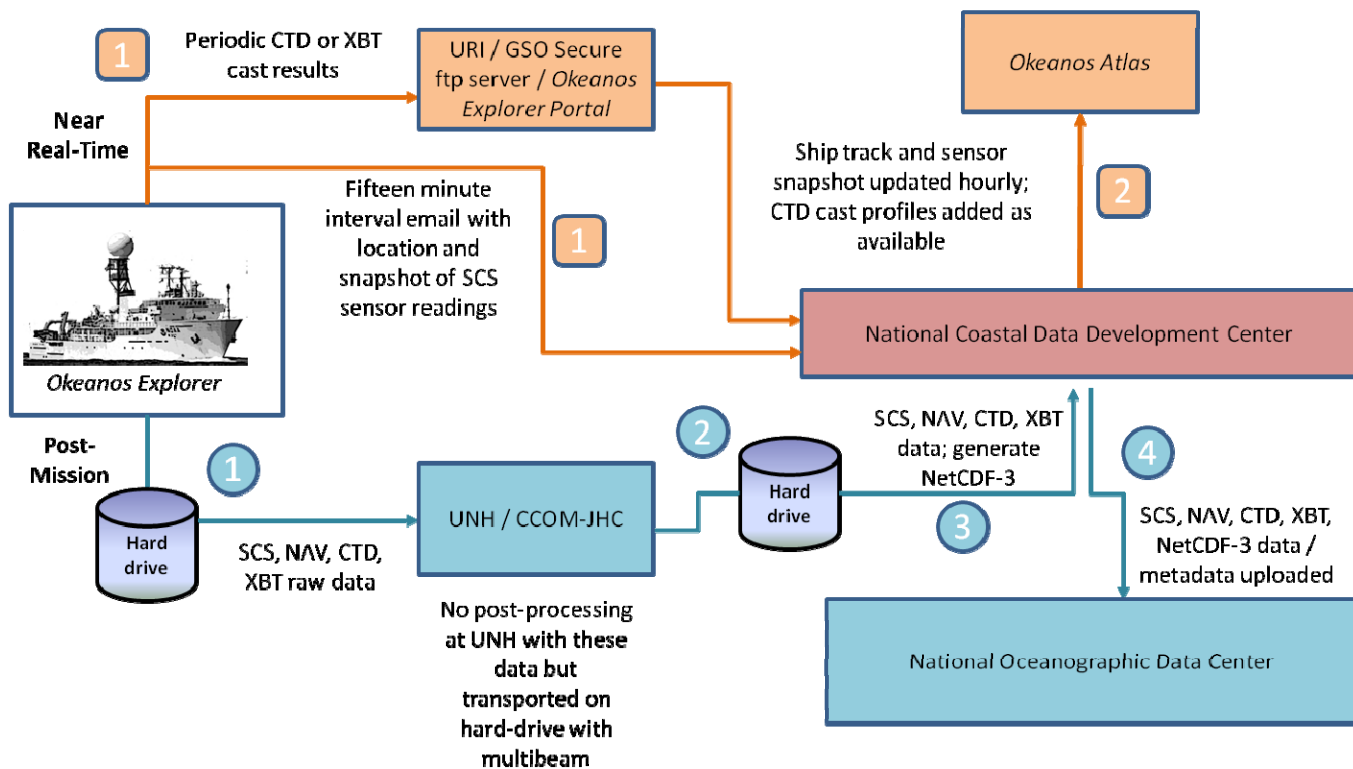 1
Periodic CTD or XBT
cast results
URI / GSO Secure
ftp server / Okeanos
Explorer Portal
Okeanos Atlas
Near
Real-Time
Fifteen minute
interval email with
location and
snapshot of SCS
sensor readings
1
Ship track and sensor
snapshot updated hourly;
CTD cast profiles added as
available
2
Okeanos Explorer
National Coastal Data Development Center
Post-
Mission
1
Hard
drive
SCS, NAV, CTD,
XBT raw data
UNH / CCOM-JHC
No post-processing
at UNH with these
data but
transported on
hard-drive with
multibeam
2
Hard
drive
SCS, NAV, CTD, XBT
data; generate
NetCDF-3
3
4
SCS, NAV, CTD, XBT,
NetCDF-3 data /
metadata uploaded
National Oceanographic Data Center